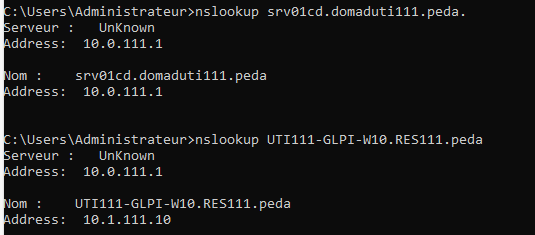 C:\Users\Administrateur>nslookup srv01cd.domaduti111.peda.
Serveur :   UnKnown
Address:  10.0.111.1
Nom :    srv01cd.domaduti111.peda
Address:  10.0.111.1
C:\Users\Administrateur>nslookup UTI111-GLPI-W10.RES111.peda
Serveur :   UnKnown
Address:  10.0.111.1
Nom :    UTI111-GLPI-W10.RES111.peda
Address:  10.1.111.10